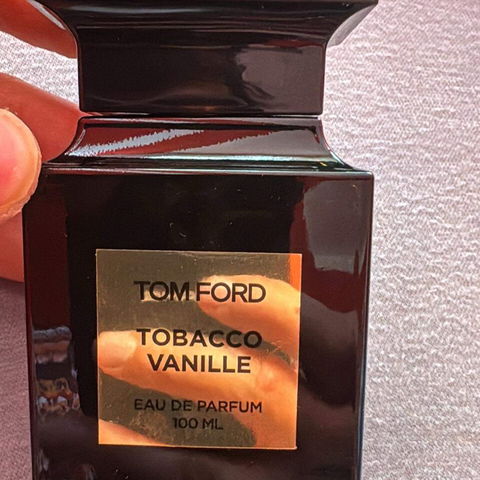 TOM FORD
TOBACCO
VANILLE
EAU DE PARFUM
100 ML